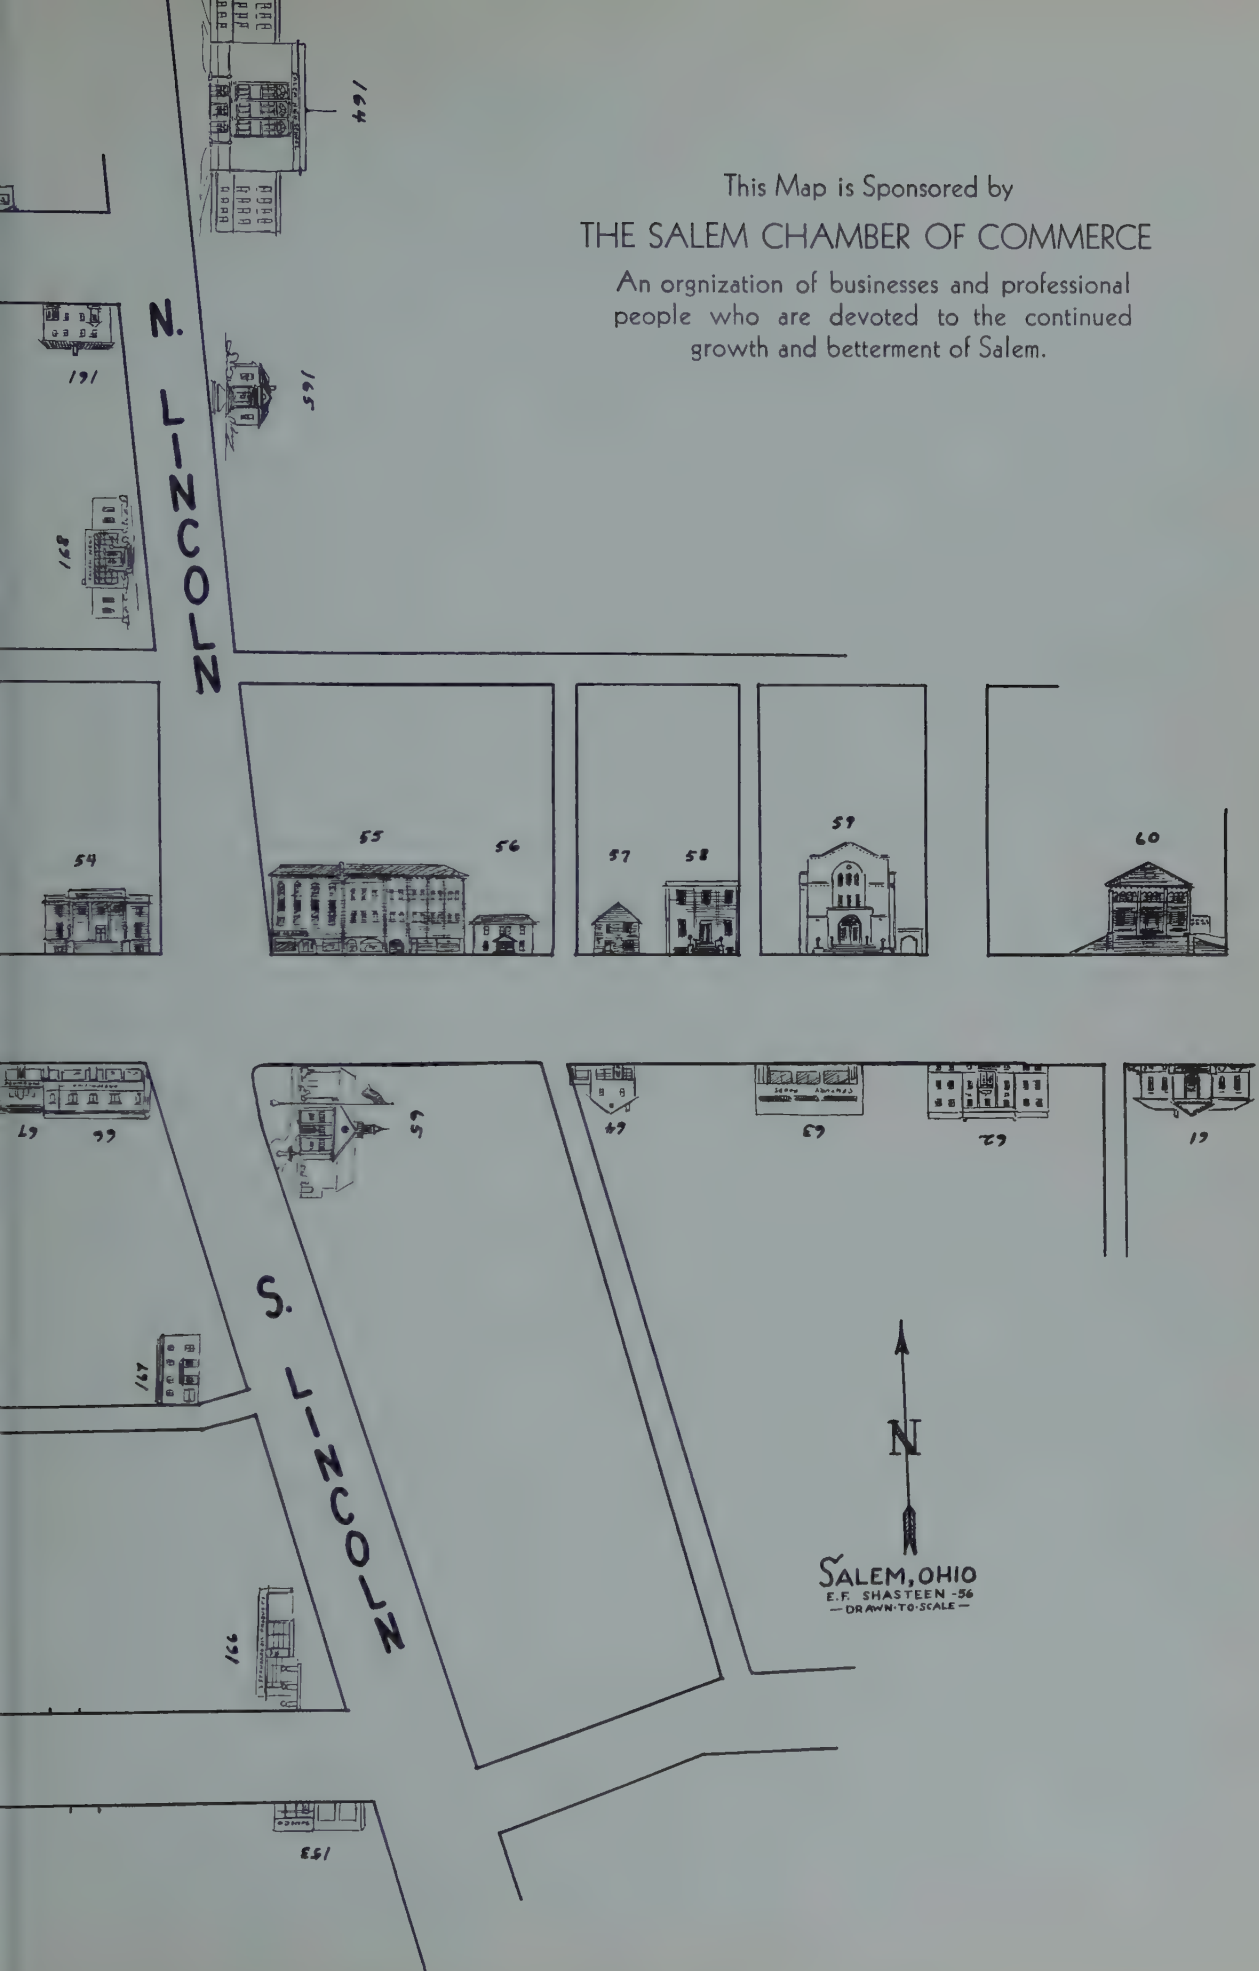 164
This Map is Sponsored by
THE SALEM CHAMBER OF COMMERCE
An orgnization of businesses and professional
people who are devoted to the continued
growth and betterment of Salem.
N. LINCOLN
161
165
168
54
55
56
57
58
59
60
67
66
65
64
CENTURY
63
62
61
S. LINCOLN
167
N
SALEM, OHIO
E.F. SHASTEEN -56
—DRAWN·TO·SCALE—
166
153